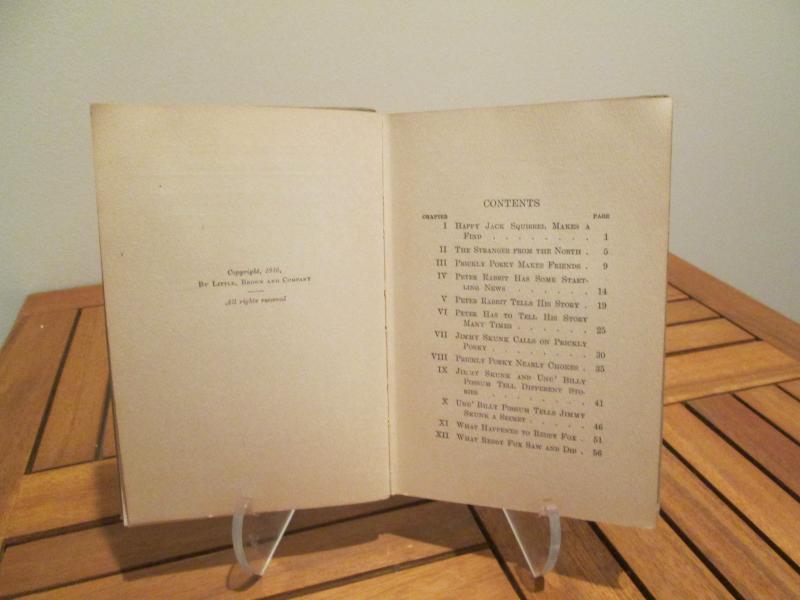 Copyright, 1916,
By Little, Brown and Company
All rights reserved
CONTENTS
CHAPTER PAGE
I Happy Jack Squirrel Makes a
Find . . . . . . . . 1
II The Stranger from the North . 5
III Prickly Porky Makes Friends . 9
IV Peter Rabbit Has Some Start-
ling News . . . . . . 14
V Peter Rabbit Tells His Story . 19
VI Peter Has to Tell His Story
Many Times . . . . . . 25
VII Jimmy Skunk Calls on Prickly
Porky . . . . . . . . 30
VIII Prickly Porky Nearly Chokes . 35
IX Jimmy Skunk and Unc' Billy
Possum Tell Different Sto-
ries . . . . . . . . 41
X Unc' Billy Possum Tells Jimmy
Skunk a Secret . . . . . 46
XI What Happened to Reddy Fox . 51
XII What Reddy Fox Saw and Did . 56